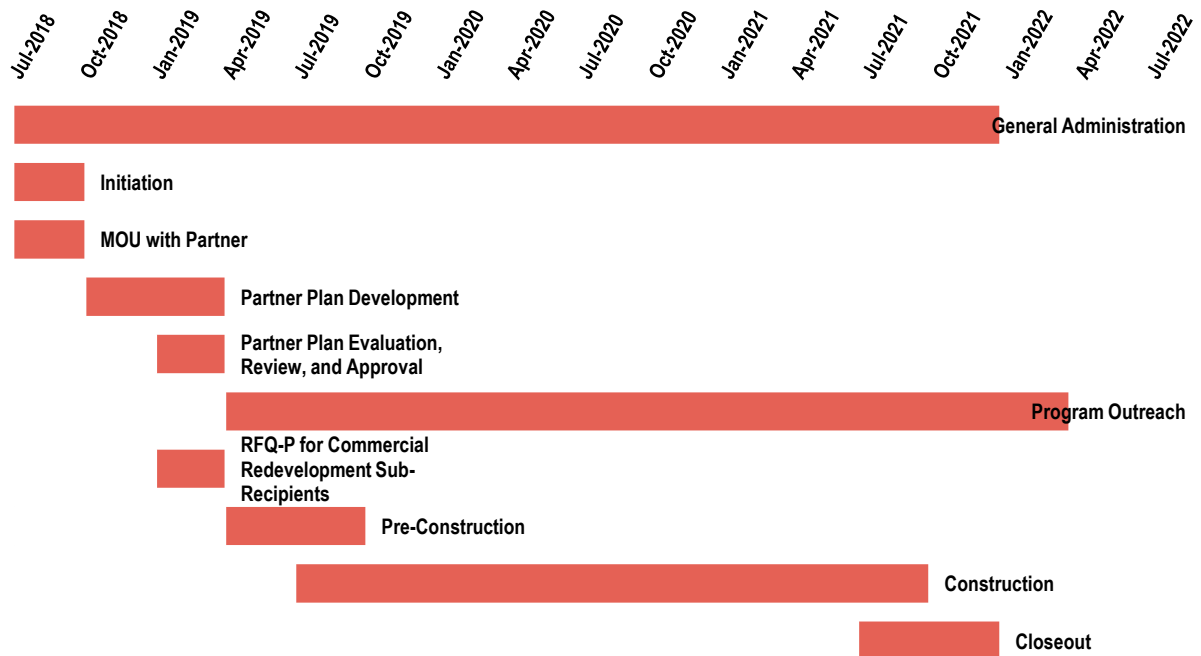 Jul-2018
Oct-2018
Jan-2019
Apr-2019
Jul-2019
Oct-2019
Jan-2020
Apr-2020
Jul-2020
Oct-2020
Jan-2021
Apr-2021
Jul-2021
Oct-2021
Jan-2022
Apr-2022
Jul-2022
General Administration
Initiation
MOU with Partner
Partner Plan Development
Partner Plan Evaluation,
Review, and Approval
Program Outreach
RFQ-P for Commercial
Redevelopment Sub-
Recipients
Pre-Construction
Construction
Closeout